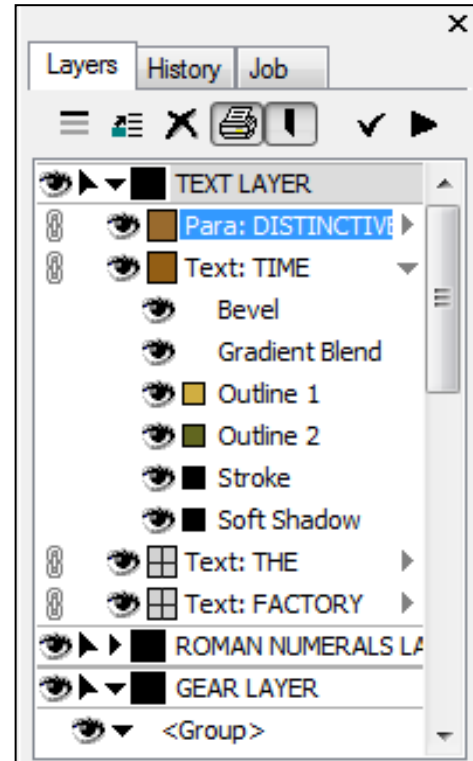 Layers History Job
TEXT LAYER
Para: DISTINCTIVE
Text: TIME
Bevel
Gradient Blend
Outline 1
Outline 2
Stroke
Soft Shadow
Text: THE
Text: FACTORY
ROMAN NUMERALS LA
GEAR LAYER
<Group>